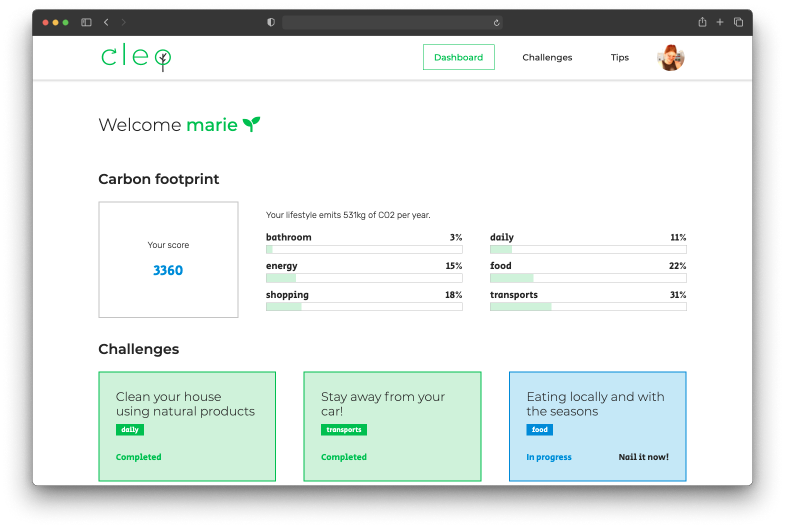 cleo
Dashboard
Challenges
Tips
Welcome marie
Carbon footprint
Your score
3360
Your lifestyle emits 531kg of CO2 per year.
bathroom 3%
daily 11%
energy 15%
food 22%
shopping 18%
transports 31%
Challenges
Clean your house
using natural products
daily
Completed
Stay away from your
car!
transports
Completed
Eating locally and with
the seasons
food
In progress
Nail it now!